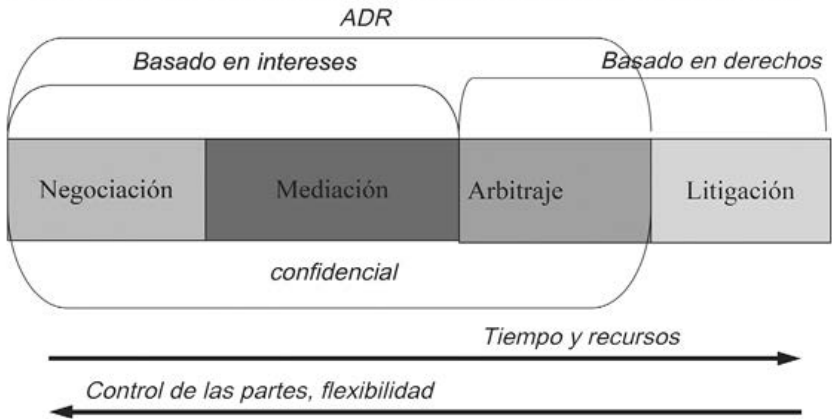 ADR
Basado en intereses
Basado en derechos
Negociación
Mediación
Arbitraje
Litigación
confidencial
Tiempo y recursos
Control de las partes, flexibilidad